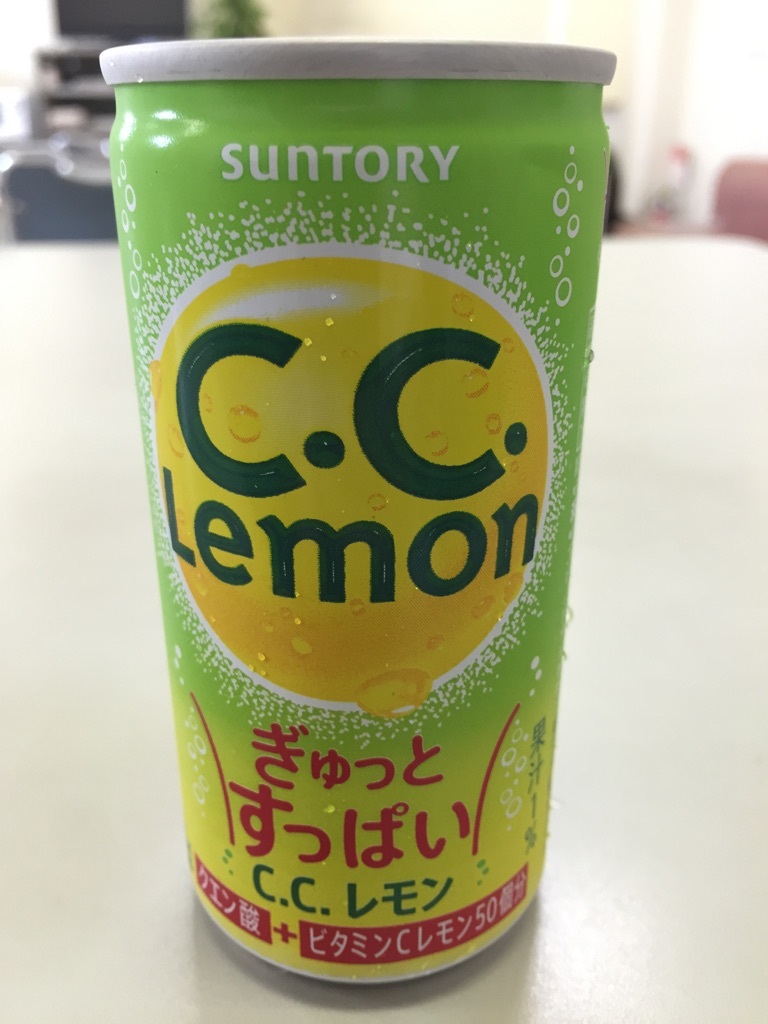 SUNTORY
C.C.
Lemon
ぎゅっと
すっぱい
果汁1%
C.C.レモン
クエン酸+ビタミンCレモン50個分